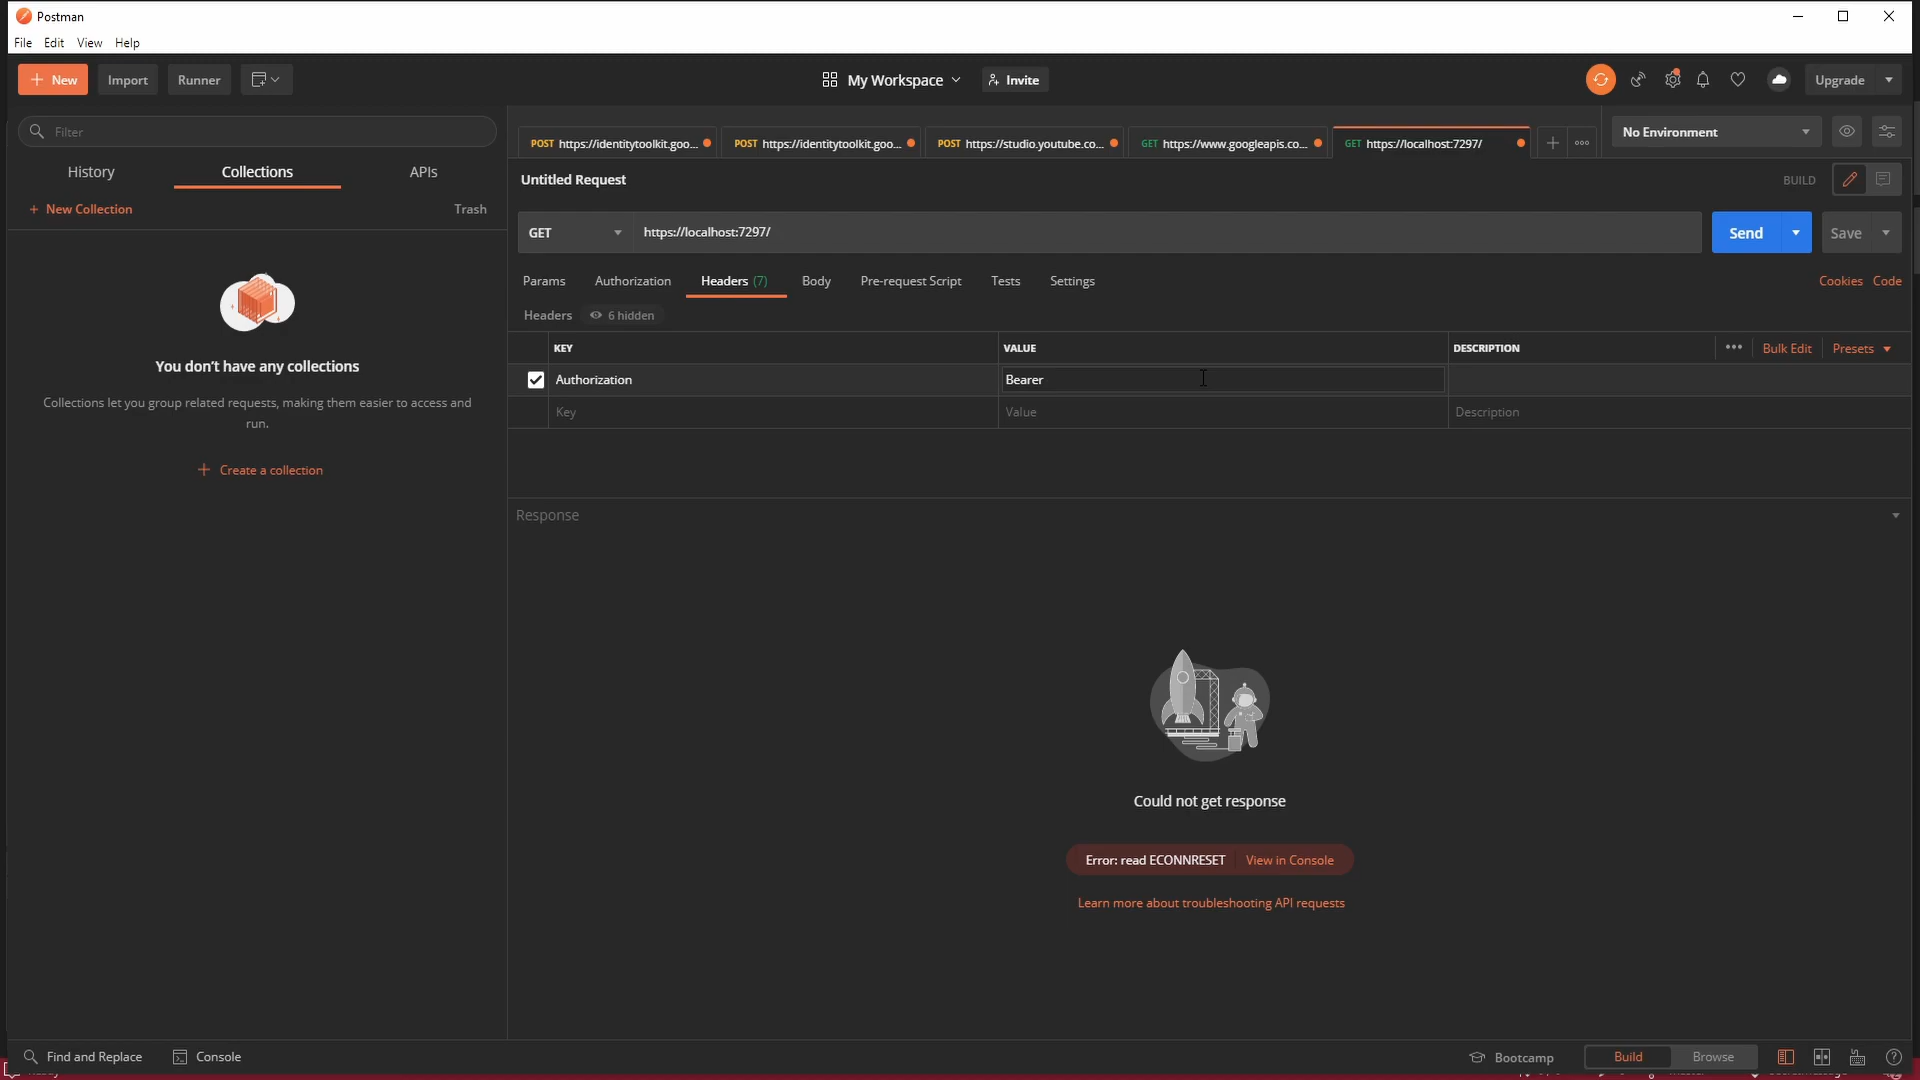 Postman
File Edit View Help
New Import Runner My Workspace Invite Upgrade
Filter
History Collections APIs
+ New Collection Trash
You don't have any collections
Collections let you group related requests, making them easier to access and
run.
+ Create a collection
POST https://identitytoolkit.goo... POST https://identitytoolkit.goo... POST https://studio.youtube.co... GET https://www.googleapis.co... GET https://localhost:7297/ No Environment
Untitled Request BUILD
GET https://localhost:7297/ Send Save
Params Authorization Headers (7) Body Pre-request Script Tests Settings Cookies Code
Headers 6 hidden
KEY VALUE DESCRIPTION ••• Bulk Edit Presets
Authorization Bearer
Key Value Description
Response
Could not get response
Error: read ECONNRESET View in Console
Learn more about troubleshooting API requests
Find and Replace Console Bootcamp Build Browse